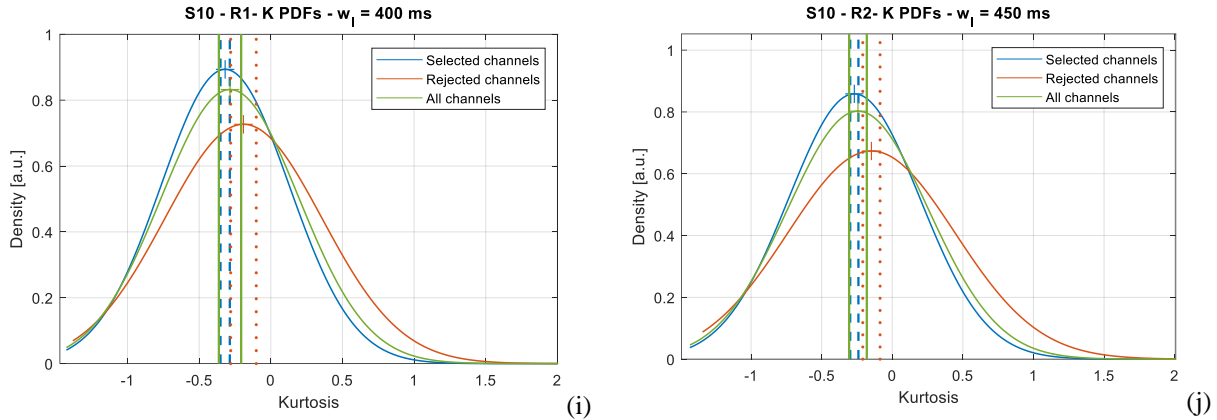 S10 - R1- K PDFs - w_l = 400 ms
1
0.8
0.6
0.4
0.2
0
Density [a.u.]
Selected channels
Rejected channels
All channels
-1
-0.5
0
0.5
1
1.5
2
Kurtosis
(i)
S10 - R2- K PDFs - w_l = 450 ms
1
0.8
0.6
0.4
0.2
0
Density [a.u.]
Selected channels
Rejected channels
All channels
-1
-0.5
0
0.5
1
1.5
2
Kurtosis
(j)